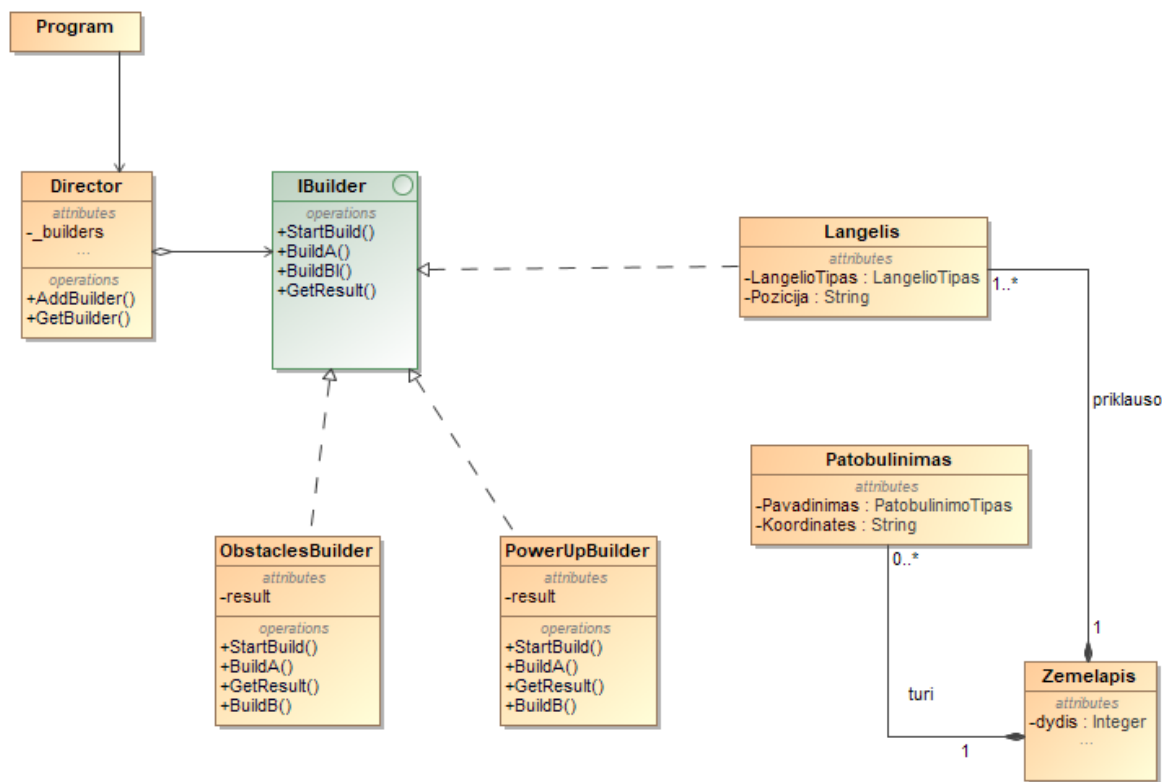 Program
Director
attributes
-_builders
...
operations
+AddBuilder()
+GetBuilder()
IBuilder
operations
+StartBuild()
+BuildA()
+BuildBI()
+GetResult()
Langelis
attributes
-LangelioTipas : LangelioTipas
-Pozicija : String
1..*
priklauso
Patobulinimas
attributes
-Pavadinimas : PatobulinimoTipas
-Koordinates : String
0..*
ObstaclesBuilder
attributes
-result
operations
+StartBuild()
+BuildA()
+GetResult()
+BuildB()
PowerUpBuilder
attributes
-result
operations
+StartBuild()
+BuildA()
+GetResult()
+BuildB()
1
turi
1
Zemelapis
attributes
-dydis : Integer
...